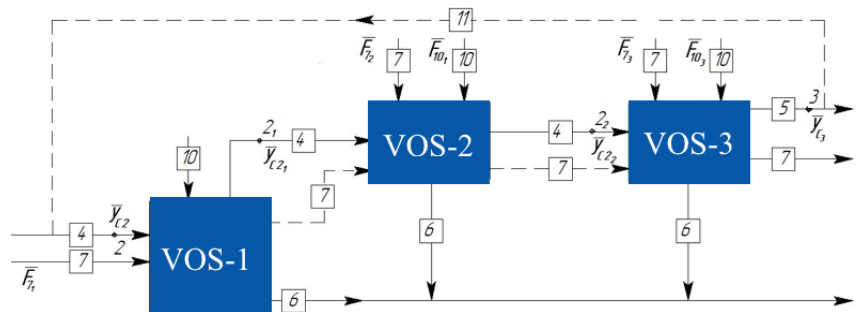 11
F̄₇₂ 7 F̄₁₀₁ 10 F̄₇₃ 7 F̄₁₀₃ 10
2₁ 4 ȳC2₁
VOS-2
4 2₂ ȳC2₂
VOS-3
5 3 ȳC₃
10
7
7
7
4 ȳC2
7 2
F̄₇₁
VOS-1
6
6
6